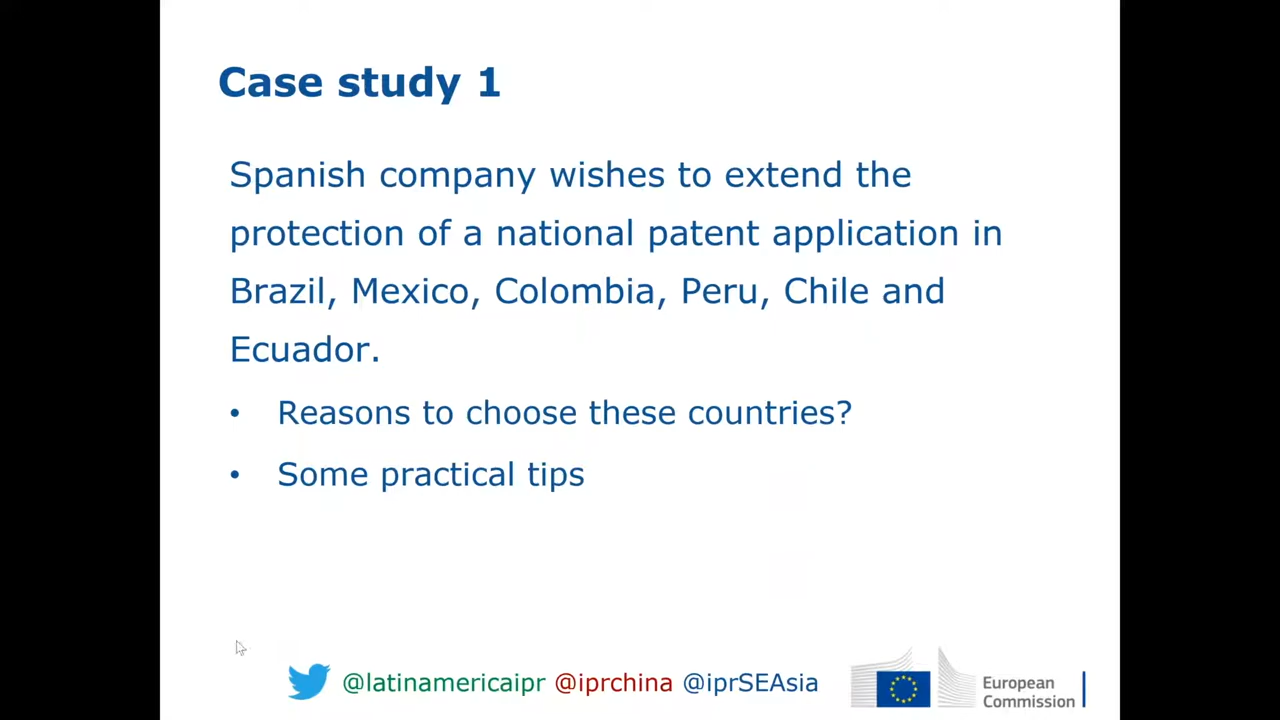 Case study 1
Spanish company wishes to extend the
protection of a national patent application in
Brazil, Mexico, Colombia, Peru, Chile and
Ecuador.
• Reasons to choose these countries?
• Some practical tips
@latinamericaipr @iprchina @iprSEAsia
European
Commission